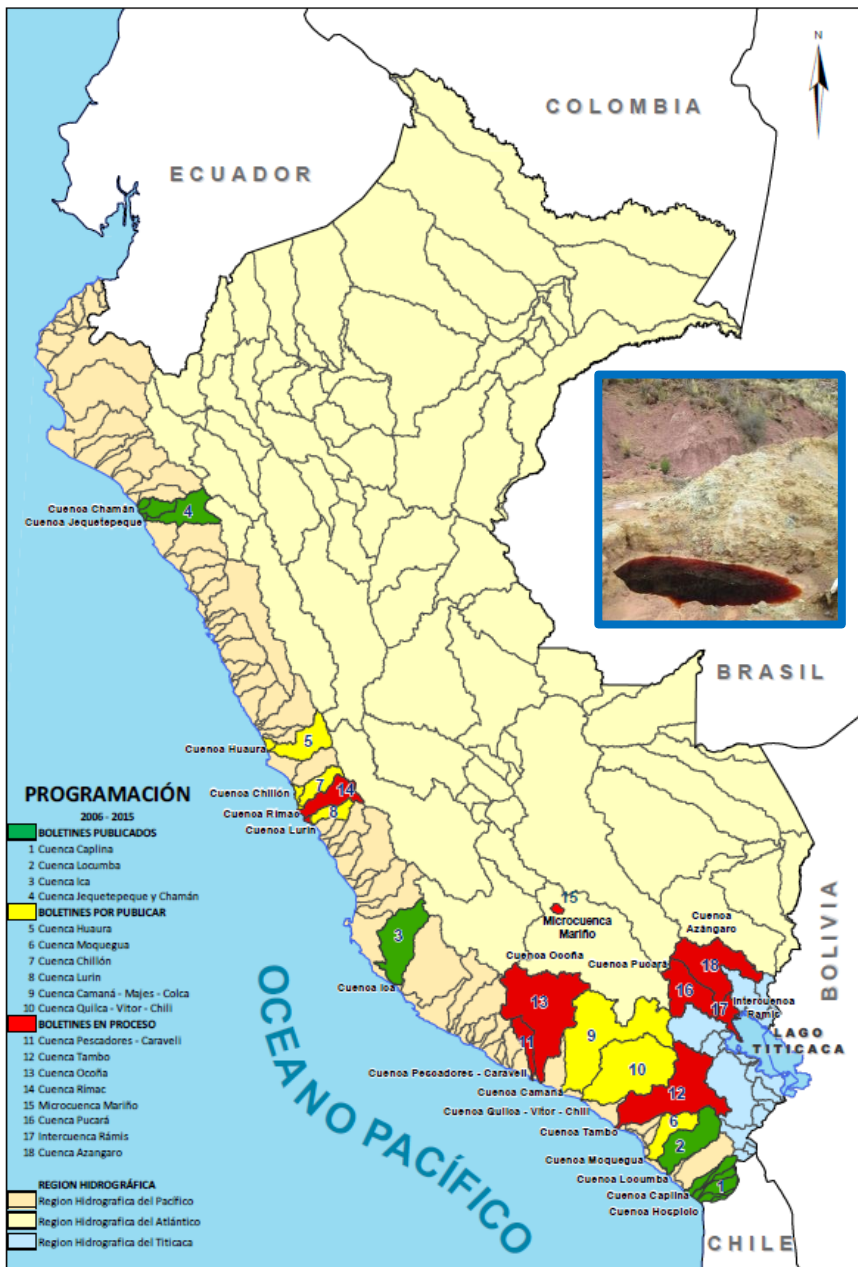 N
COLOMBIA
ECUADOR
Cuenca Chamán
Cuenca Jequetepeque
4
BRASIL
Cuenca Huaura
5
Cuenca Chillón
7
14
Cuenca Rímac
8
Cuenca Lurín
PROGRAMACIÓN
2006 - 2015
BOLETINES PUBLICADOS
1 Cuenca Caplina
2 Cuenca Locumba
3 Cuenca Ica
4 Cuenca Jequetepeque y Chamán
BOLETINES POR PUBLICAR
5 Cuenca Huaura
6 Cuenca Moquegua
7 Cuenca Chillón
8 Cuenca Lurin
9 Cuenca Camaná - Majes - Colca
10 Cuenca Quilca - Vitor - Chili
BOLETINES EN PROCESO
11 Cuenca Pescadores - Caraveli
12 Cuenca Tambo
13 Cuenca Ocoña
14 Cuenca Rímac
15 Microcuenca Mariño
16 Cuenca Pucará
17 Intercuenca Rámis
18 Cuenca Azangaro
REGION HIDROGRÁFICA
Region Hidrografica del Pacífico
Region Hidrografica del Atlántico
Region Hidrografica del Titicaca
15
Microcuenca
Mariño
Cuenca
Azángaro
BOLIVIA
3
Cuenca Ica
Cuenca Ocoña
Cuenca Pucará
18
13
16
17
Intercuenca
Ramis
LAGO
TITICACA
11
9
10
12
Cuenca Pescadores - Caraveli
Cuenca Camaná
Cuenca Quilca - Vitor - Chili
Cuenca Tambo
6
2
Cuenca Moquegua
Cuenca Locumba
Cuenca Caplina
1
Cuenca Hospicio
OCEANO PACÍFICO
CHILE